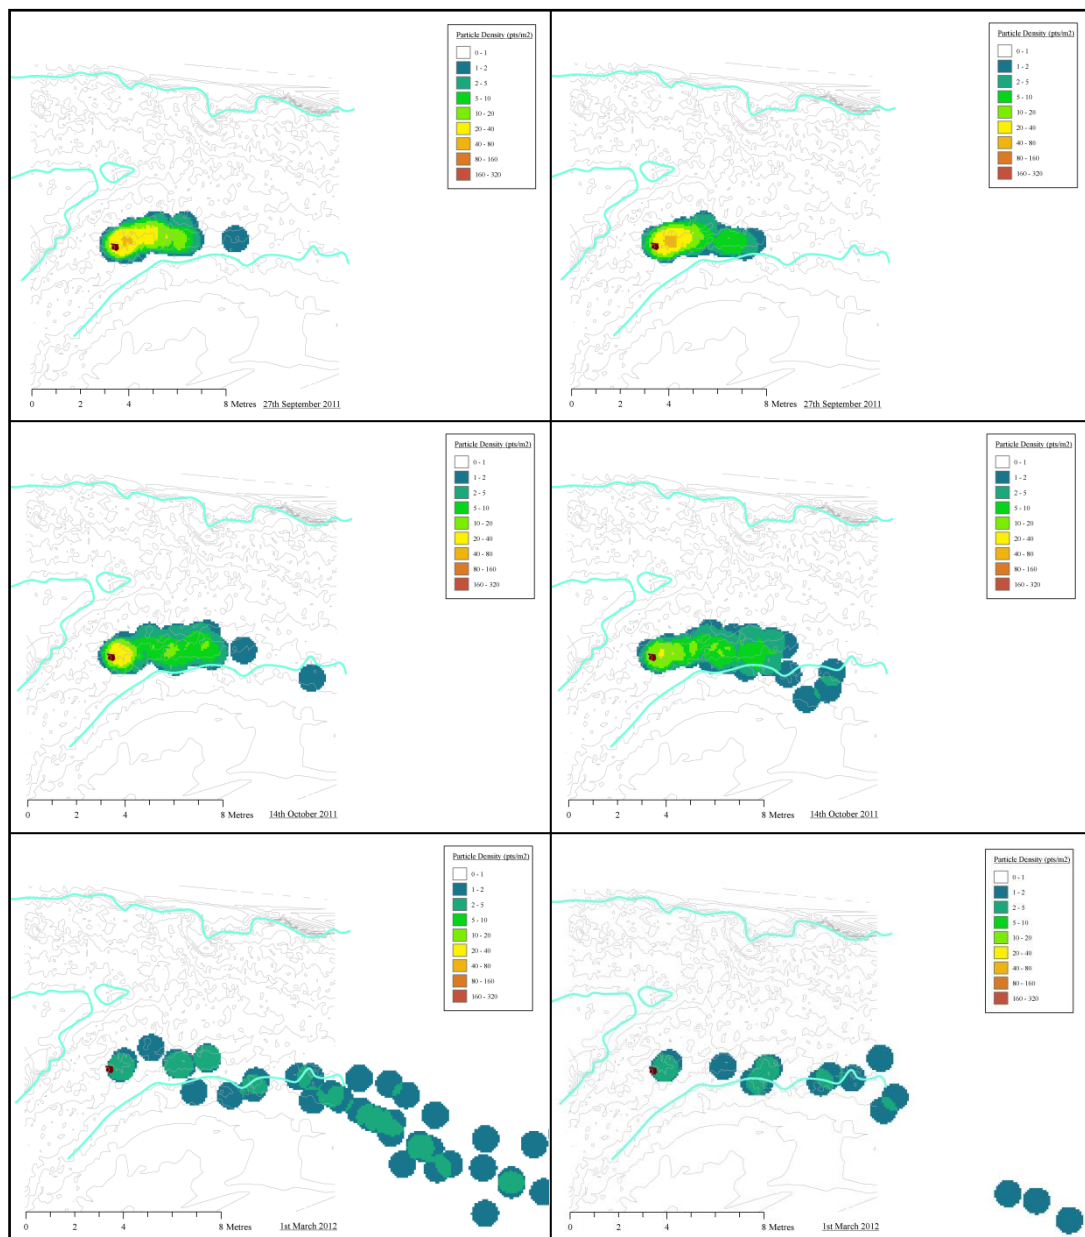 Particle Density (pts/m2)
0 - 1
1 - 2
2 - 5
5 - 10
10 - 20
20 - 40
40 - 80
80 - 160
160 - 320
0 2 4 8 Metres 27th September 2011
Particle Density (pts/m2)
0 - 1
1 - 2
2 - 5
5 - 10
10 - 20
20 - 40
40 - 80
80 - 160
160 - 320
0 2 4 8 Metres 27th September 2011
Particle Density (pts/m2)
0 - 1
1 - 2
2 - 5
5 - 10
10 - 20
20 - 40
40 - 80
80 - 160
160 - 320
0 2 4 8 Metres 14th October 2011
Particle Density (pts/m2)
0 - 1
1 - 2
2 - 5
5 - 10
10 - 20
20 - 40
40 - 80
80 - 160
160 - 320
0 2 4 8 Metres 14th October 2011
Particle Density (pts/m2)
0 - 1
1 - 2
2 - 5
5 - 10
10 - 20
20 - 40
40 - 80
80 - 160
160 - 320
0 2 4 8 Metres 1st March 2012
Particle Density (pts/m2)
0 - 1
1 - 2
2 - 5
5 - 10
10 - 20
20 - 40
40 - 80
80 - 160
160 - 320
0 2 4 8 Metres 1st March 2012